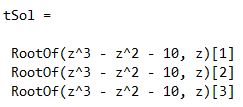 tSol =
RootOf(z^3 - z^2 - 10, z)[1]
RootOf(z^3 - z^2 - 10, z)[2]
RootOf(z^3 - z^2 - 10, z)[3]